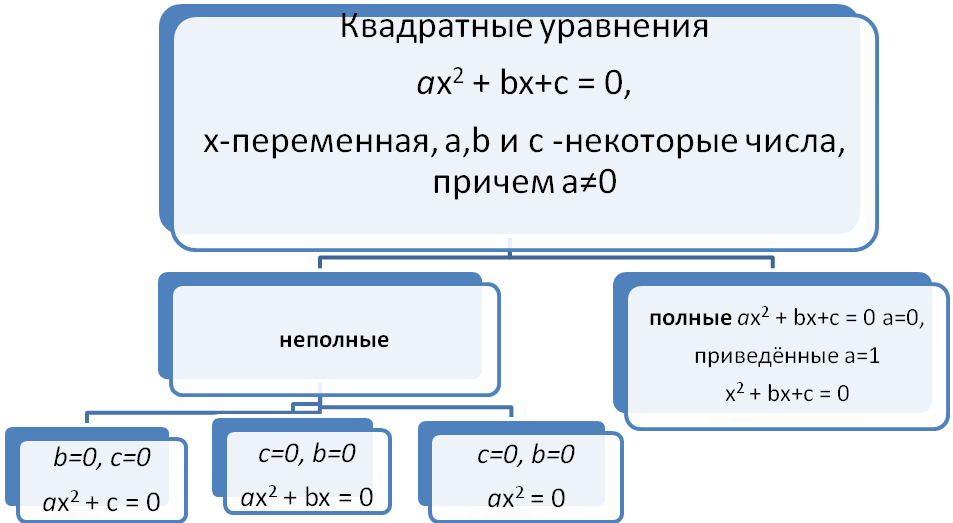 Квадратные уравнения
ax² + bx+c = 0,
х-переменная, a,b и с -некоторые числа,
причем a≠0
неполные
полные ax² + bx+c = 0 a=0,
приведённые a=1
x² + bx+c = 0
b=0, c=0
ax² + c = 0
c=0, b=0
ax² + bx = 0
c=0, b=0
ax² = 0